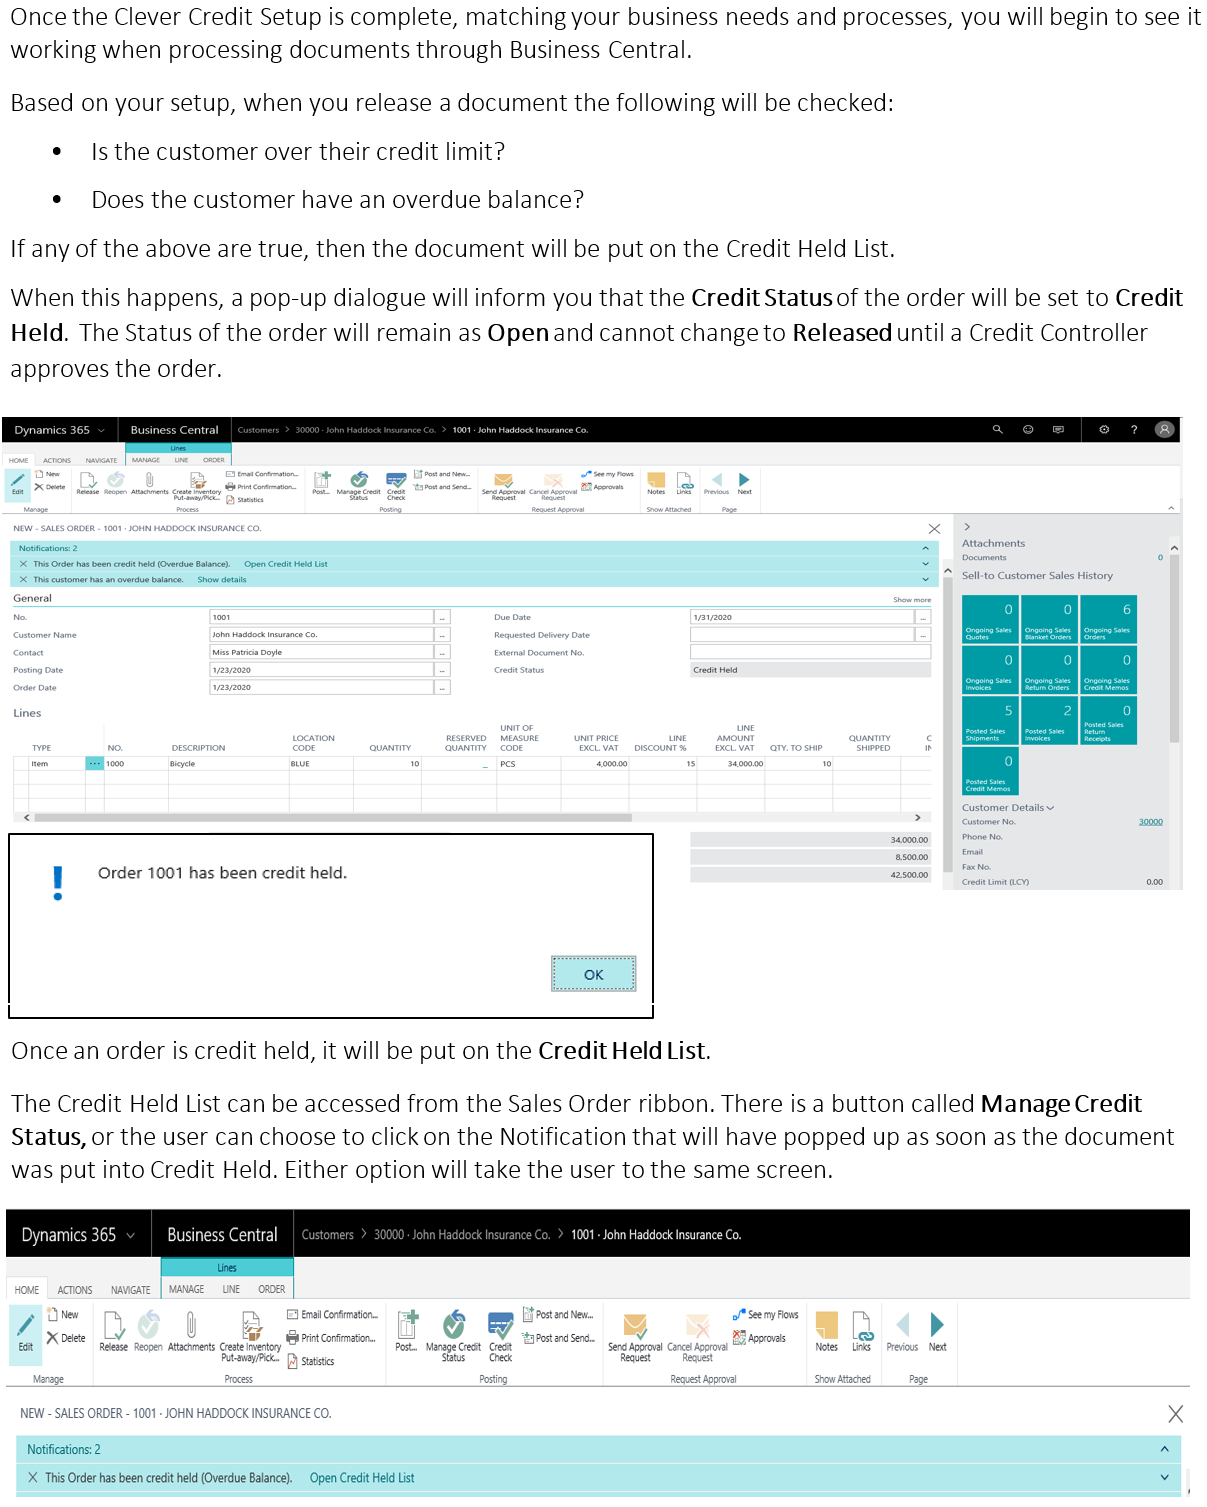 Once the Clever Credit Setup is complete, matching your business needs and processes, you will begin to see it
working when processing documents through Business Central.
Based on your setup, when you release a document the following will be checked:
• Is the customer over their credit limit?
• Does the customer have an overdue balance?
If any of the above are true, then the document will be put on the Credit Held List.
When this happens, a pop-up dialogue will inform you that the Credit Status of the order will be set to Credit
Held. The Status of the order will remain as Open and cannot change to Released until a Credit Controller
approves the order.
Dynamics 365 Business Central Customers > 30000 · John Haddock Insurance Co. > 1001 · John Haddock Insurance Co. ?
Lines
HOME ACTIONS NAVIGATE MANAGE LINE ORDER
Edit New Delete Release Reopen Attachments Create Inventory Put-away/Pick... Email Confirmation... Print Confirmation... Statistics Post... Manage Credit Status Credit Check Post and New... Post and Send... Send Approval Request Cancel Approval Request See my Flows Approvals Notes Links Previous Next
Manage Process Posting Request Approval Show Attached Page
NEW - SALES ORDER - 1001 · JOHN HADDOCK INSURANCE CO.
Notifications: 2
This Order has been credit held (Overdue Balance). Open Credit Held List
This customer has an overdue balance. Show details
General Show more
No. 1001 ... Due Date 1/31/2020 ...
Customer Name John Haddock Insurance Co. ... Requested Delivery Date ...
Contact Miss Patricia Doyle ... External Document No.
Posting Date 1/23/2020 ... Credit Status Credit Held
Order Date 1/23/2020 ...
Lines
TYPE NO. DESCRIPTION LOCATION CODE QUANTITY RESERVED QUANTITY UNIT OF MEASURE CODE UNIT PRICE EXCL. VAT LINE DISCOUNT % LINE AMOUNT EXCL. VAT QTY. TO SHIP QUANTITY SHIPPED
Item ... 1000 Bicycle BLUE 10 _ PCS 4,000.00 15 34,000.00 10
34,000.00
8,500.00
42,500.00
Attachments
Documents 0
Sell-to Customer Sales History
0 Ongoing Sales Quotes
0 Ongoing Sales Blanket Orders
6 Ongoing Sales Orders
0 Ongoing Sales Invoices
0 Ongoing Sales Return Orders
0 Ongoing Sales Credit Memos
5 Posted Sales Shipments
2 Posted Sales Invoices
0 Posted Sales Return Receipts
0 Posted Sales Credit Memos
Customer Details
Customer No. 30000
Phone No.
Email
Fax No.
Credit Limit (LCY) 0.00
Order 1001 has been credit held.
OK
Once an order is credit held, it will be put on the Credit Held List.
The Credit Held List can be accessed from the Sales Order ribbon. There is a button called Manage Credit
Status, or the user can choose to click on the Notification that will have popped up as soon as the document
was put into Credit Held. Either option will take the user to the same screen.
Dynamics 365 Business Central Customers > 30000 · John Haddock Insurance Co. > 1001 · John Haddock Insurance Co.
Lines
HOME ACTIONS NAVIGATE MANAGE LINE ORDER
Edit New Delete Release Reopen Attachments Create Inventory Put-away/Pick... Email Confirmation... Print Confirmation... Statistics Post... Manage Credit Status Credit Check Post and New... Post and Send... Send Approval Request Cancel Approval Request See my Flows Approvals Notes Links Previous Next
Manage Process Posting Request Approval Show Attached Page
NEW - SALES ORDER - 1001 · JOHN HADDOCK INSURANCE CO.
Notifications: 2
This Order has been credit held (Overdue Balance). Open Credit Held List